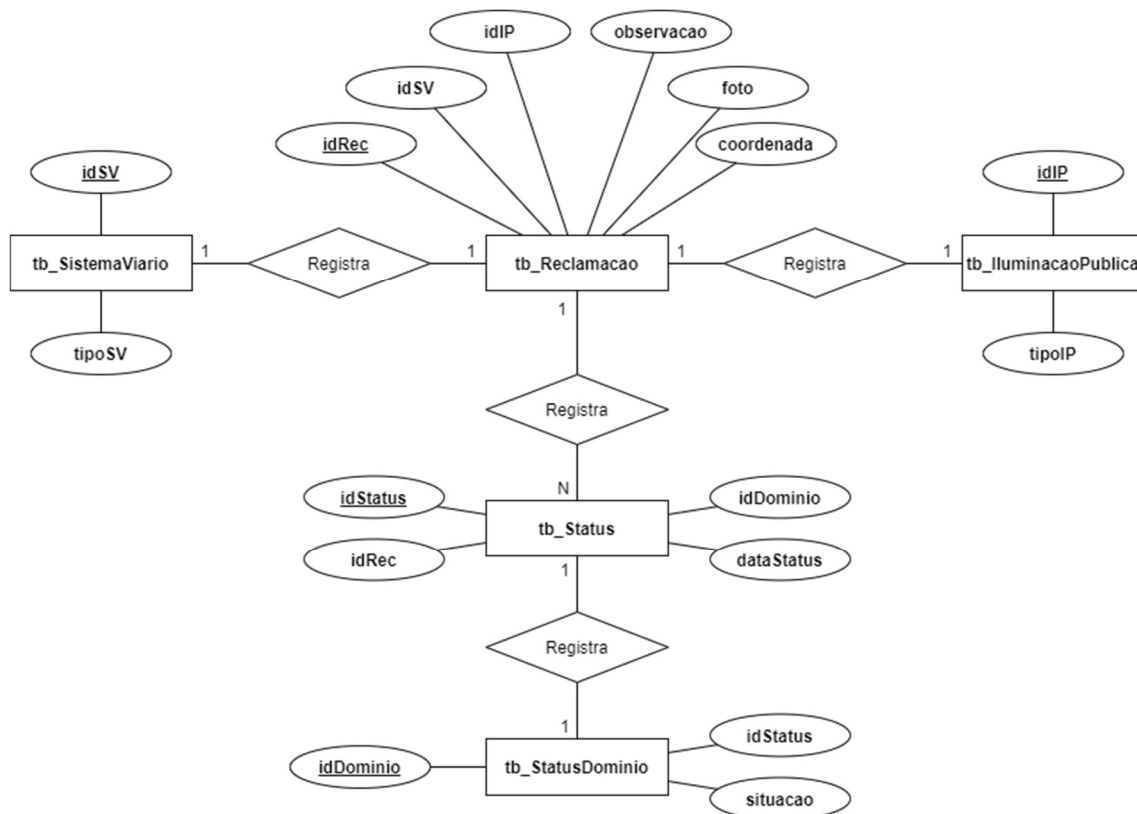 idIP
observacao
idSV
foto
idRec
coordenada
idSV
idIP
tb_SistemaViario
1
Registra
1
tb_Reclamacao
1
Registra
1
tb_IluminacaoPublica
tipoSV
1
tipoIP
Registra
N
idStatus
idDominio
tb_Status
idRec
dataStatus
1
Registra
1
idStatus
idDominio
tb_StatusDominio
situacao